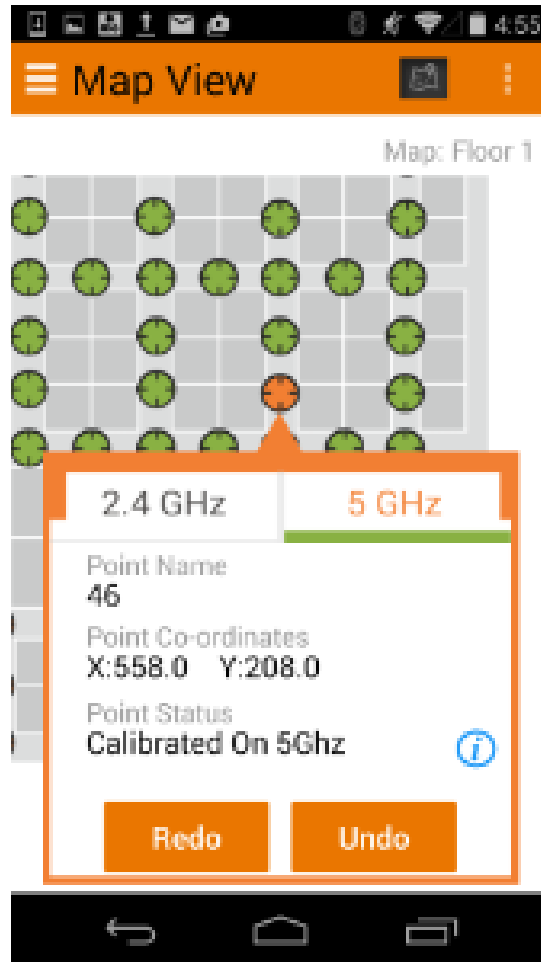 4:55
Map View
Map: Floor 1
2.4 GHz 5 GHz
Point Name
46
Point Co-ordinates
X:558.0 Y:208.0
Point Status
Calibrated On 5Ghz
i
Redo Undo